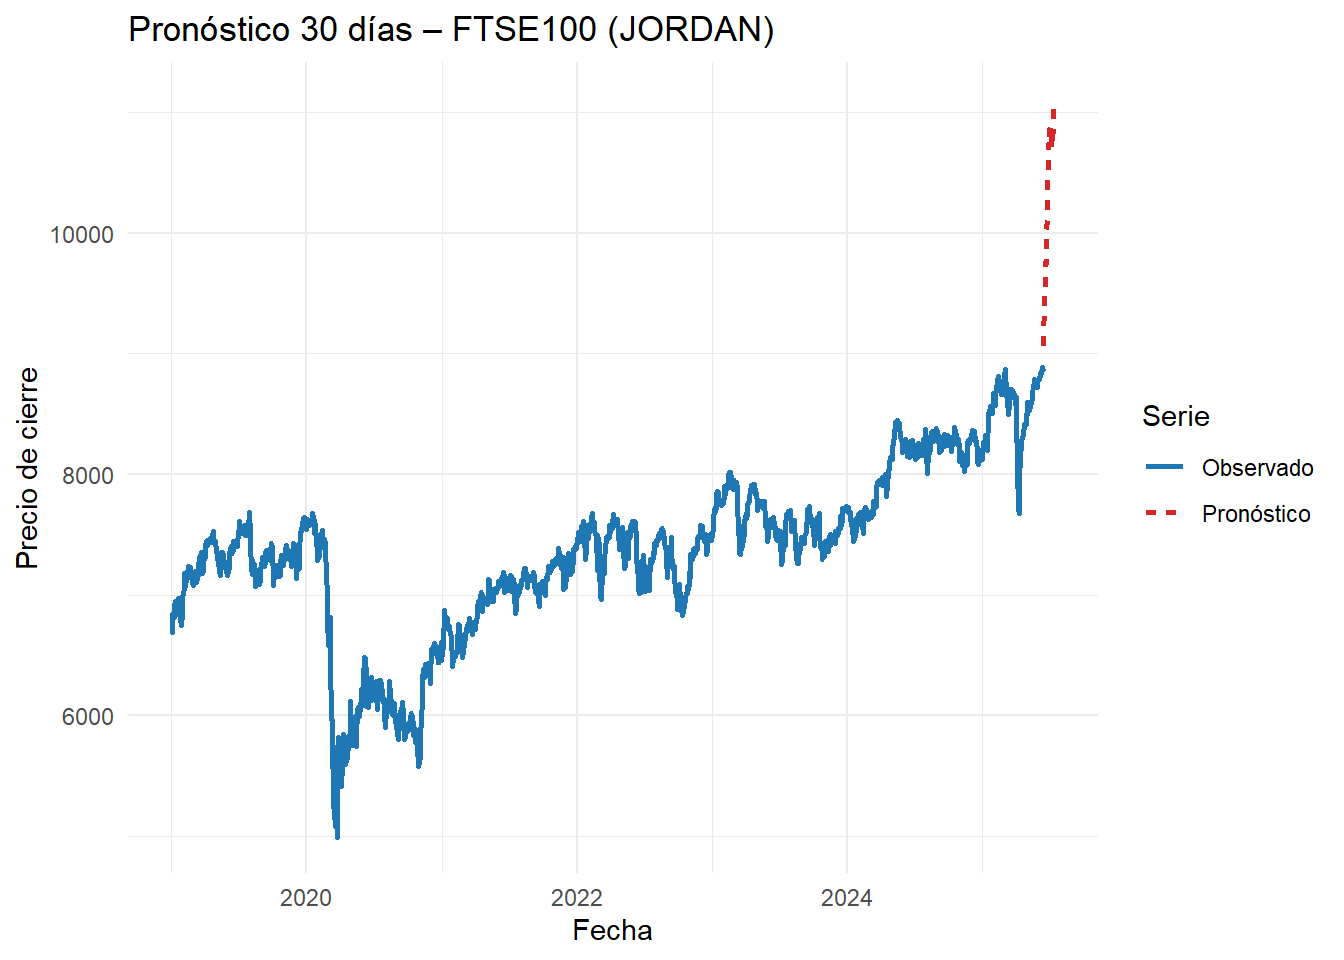 Pronóstico 30 días – FTSE100 (JORDAN)
Precio de cierre
10000
8000
6000
2020
2022
2024
Fecha
Serie
Observado
Pronóstico